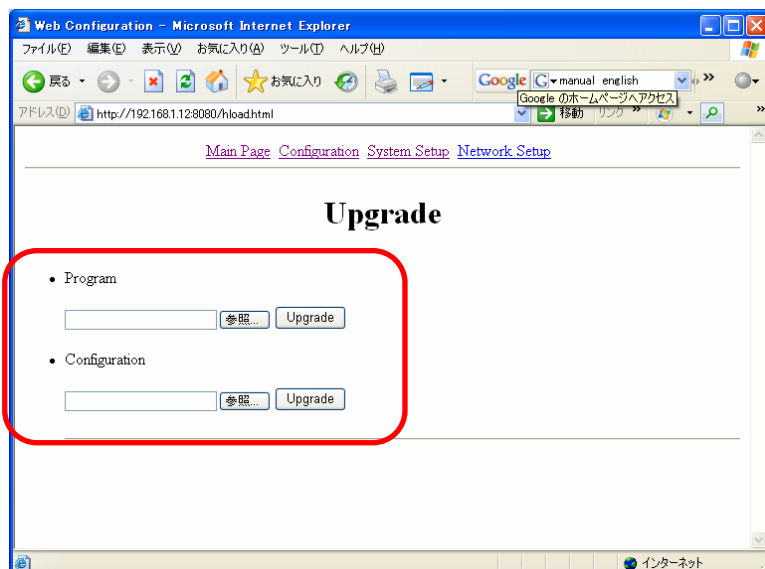 Web Configuration - Microsoft Internet Explorer
ファイル(F) 編集(E) 表示(V) お気に入り(A) ツール(T) ヘルプ(H)
戻る お気に入り Google G manual english »
Google のホームページへアクセス
アドレス(D) http://192.168.1.12:8080/hload.html 移動 リンク » »
Main Page Configuration System Setup Network Setup
Upgrade
• Program
参照... Upgrade
• Configuration
参照... Upgrade
インターネット